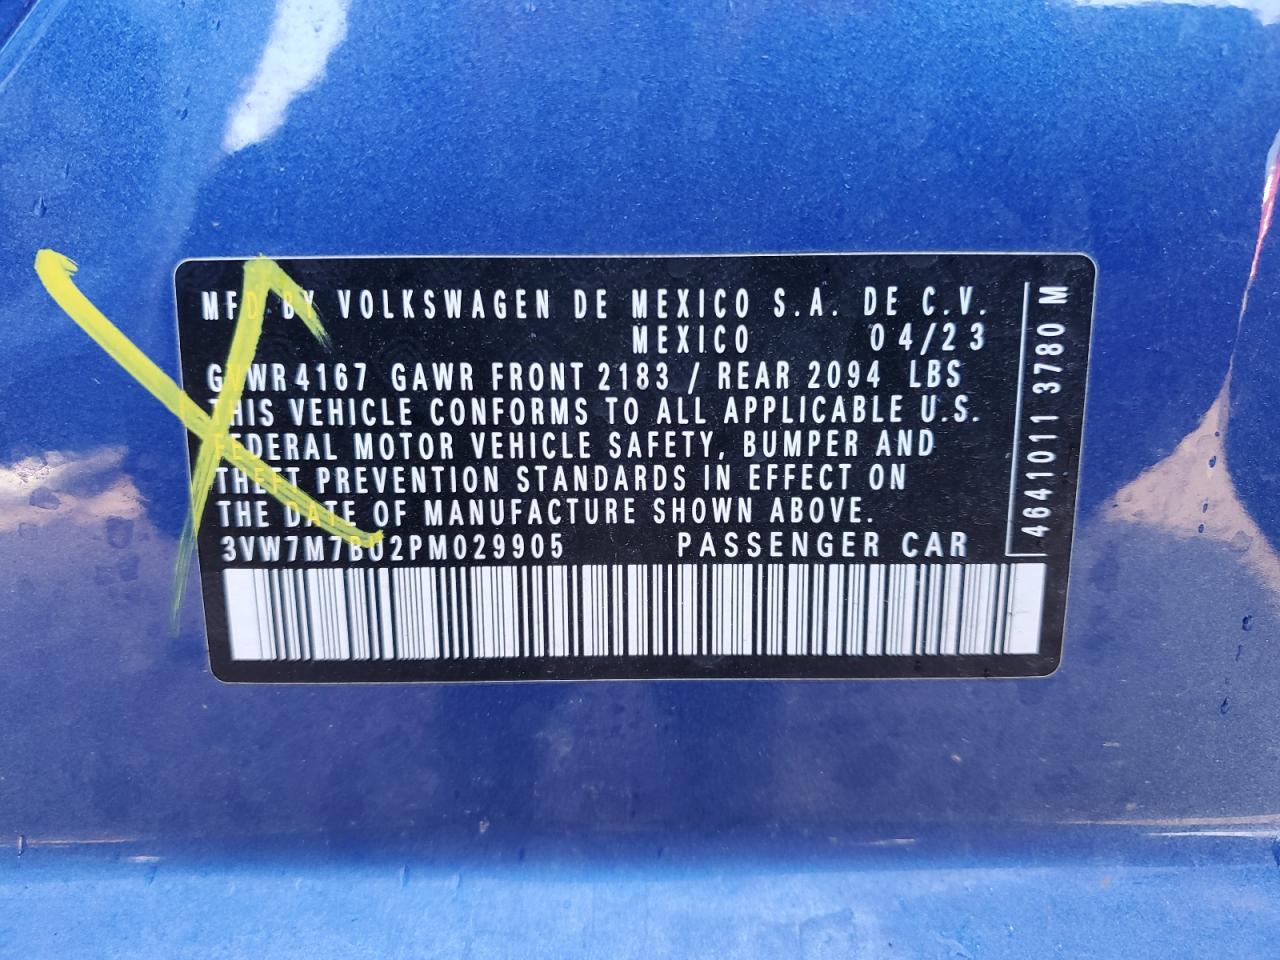 MFD BY VOLKSWAGEN DE MEXICO S.A. DE C.V.
MEXICO 04/23
GVWR 4167 GAWR FRONT 2183 / REAR 2094 LBS
THIS VEHICLE CONFORMS TO ALL APPLICABLE U.S.
FEDERAL MOTOR VEHICLE SAFETY, BUMPER AND
THEFT PREVENTION STANDARDS IN EFFECT ON
THE DATE OF MANUFACTURE SHOWN ABOVE.
3VW7M7BU2PM029905 PASSENGER CAR
4641011 3780 M